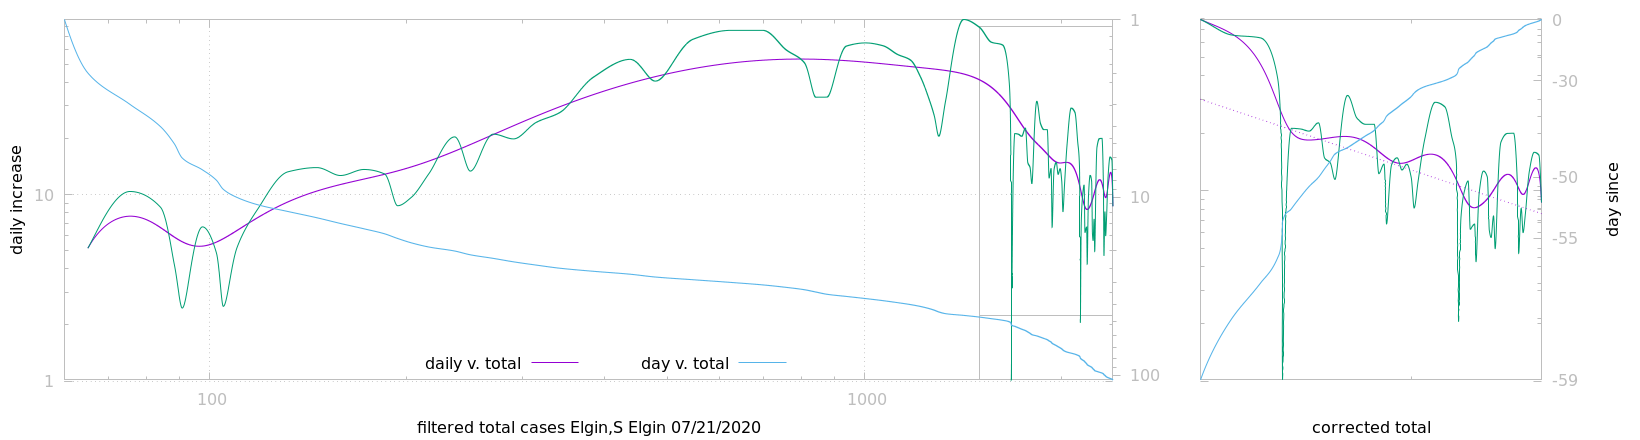 daily increase
10
1
100
1000
daily v. total
day v. total
1
10
100
filtered total cases Elgin,S Elgin 07/21/2020
0
-30
-50
-55
-59
day since
corrected total